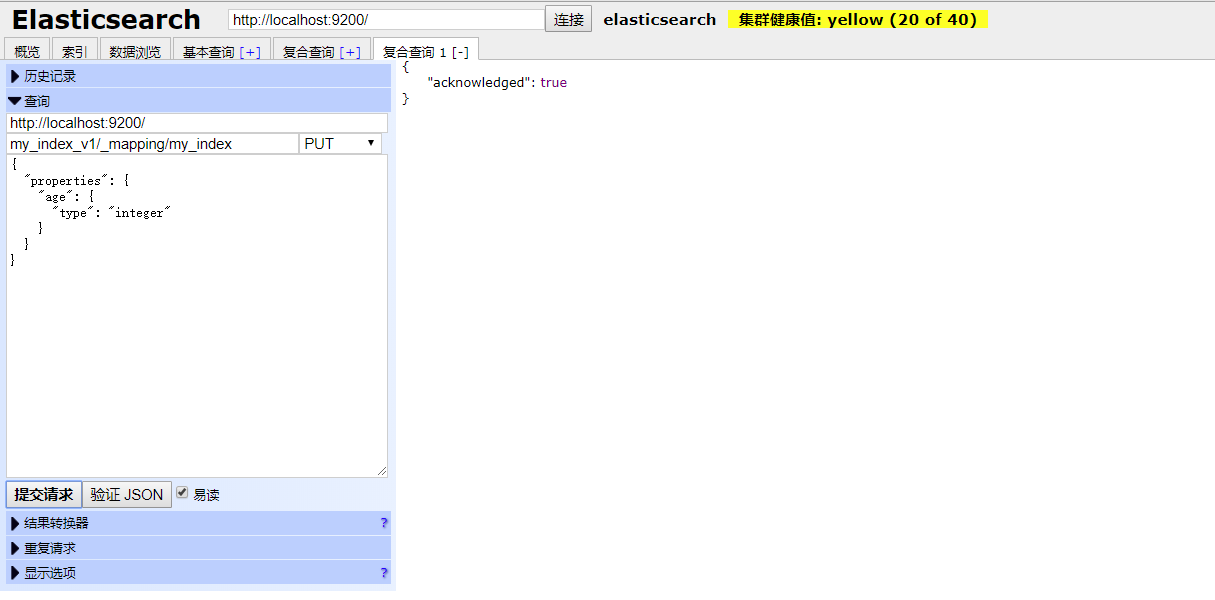 Elasticsearch http://localhost:9200/ 连接 elasticsearch 集群健康值: yellow (20 of 40)
概览 索引 数据浏览 基本查询 [+] 复合查询 [+] 复合查询 1 [-]
历史记录
查询
http://localhost:9200/
my_index_v1/_mapping/my_index PUT
{
  "properties": {
    "age": {
      "type": "integer"
    }
  }
}
提交请求 验证 JSON 易读
结果转换器 ?
重复请求
显示选项 ?
{
    "acknowledged": true
}